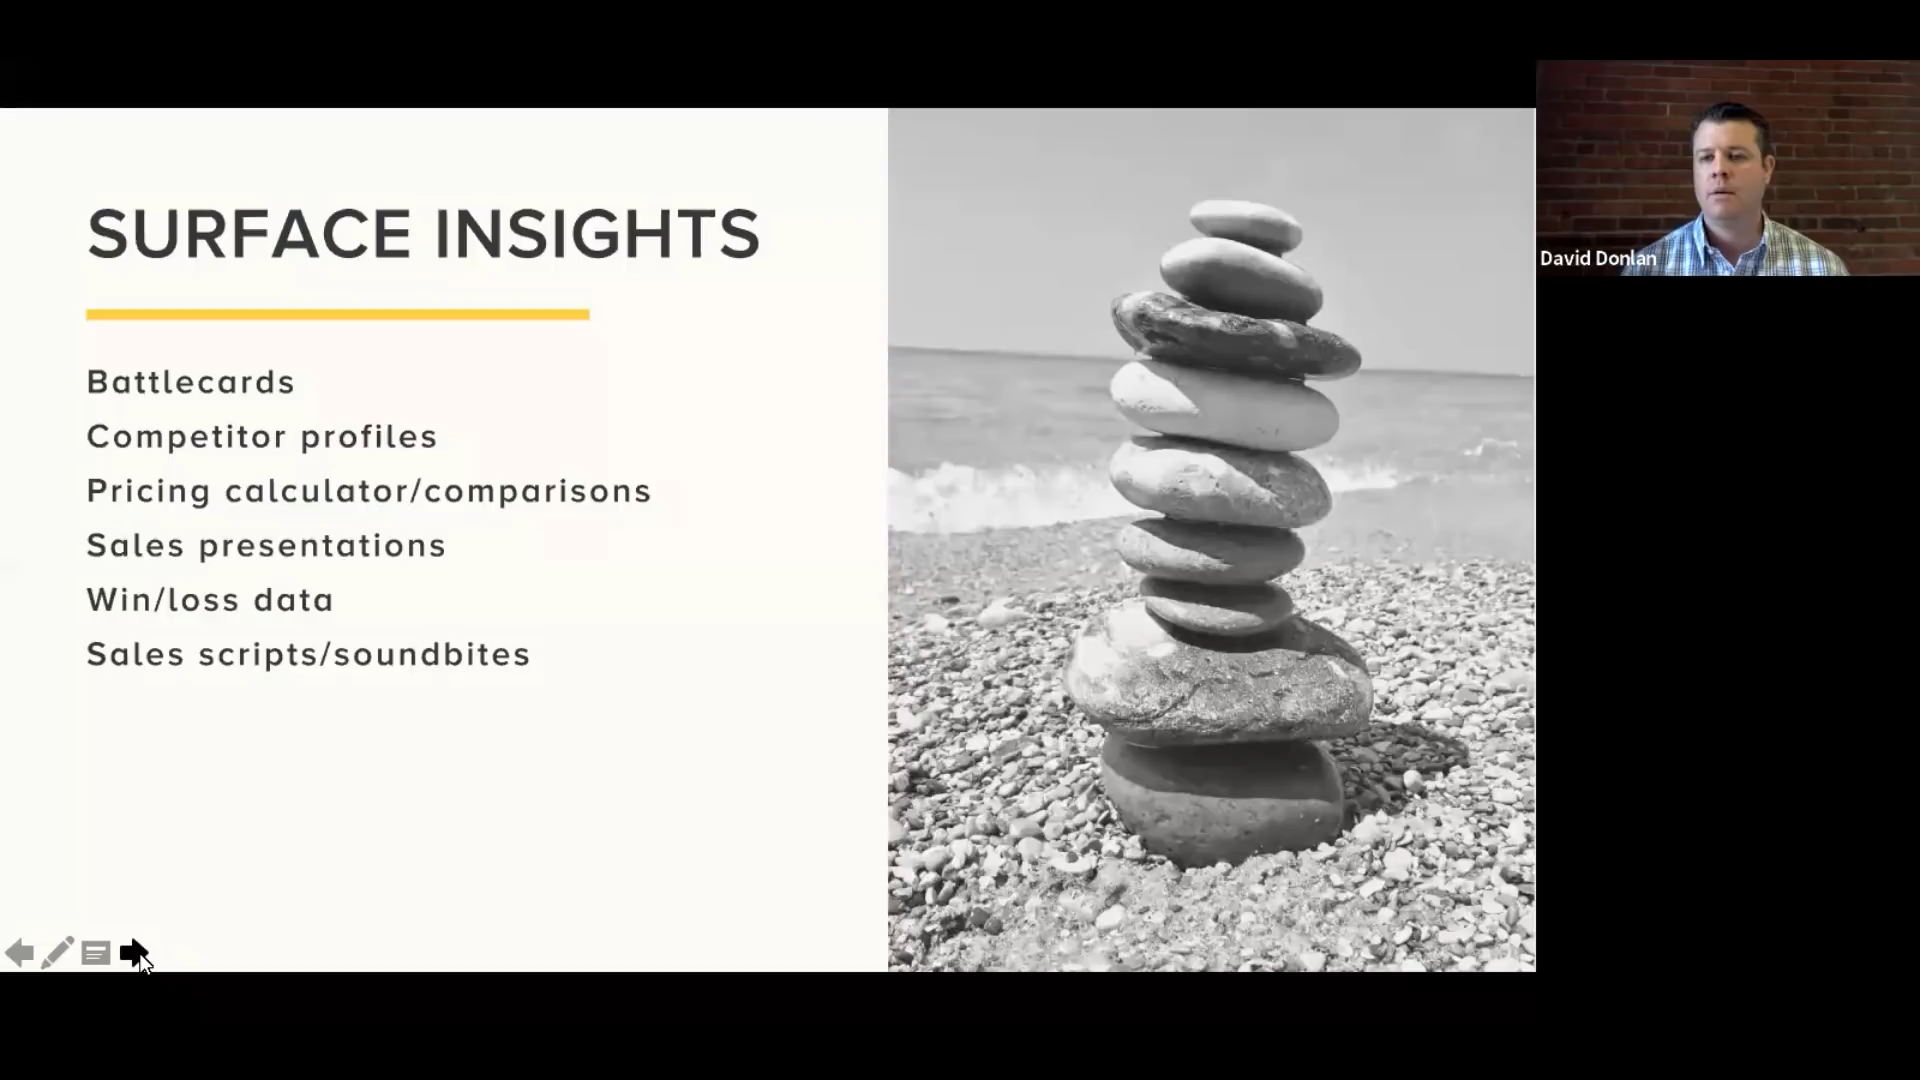 SURFACE INSIGHTS
Battlecards
Competitor profiles
Pricing calculator/comparisons
Sales presentations
Win/loss data
Sales scripts/soundbites
David Donlan